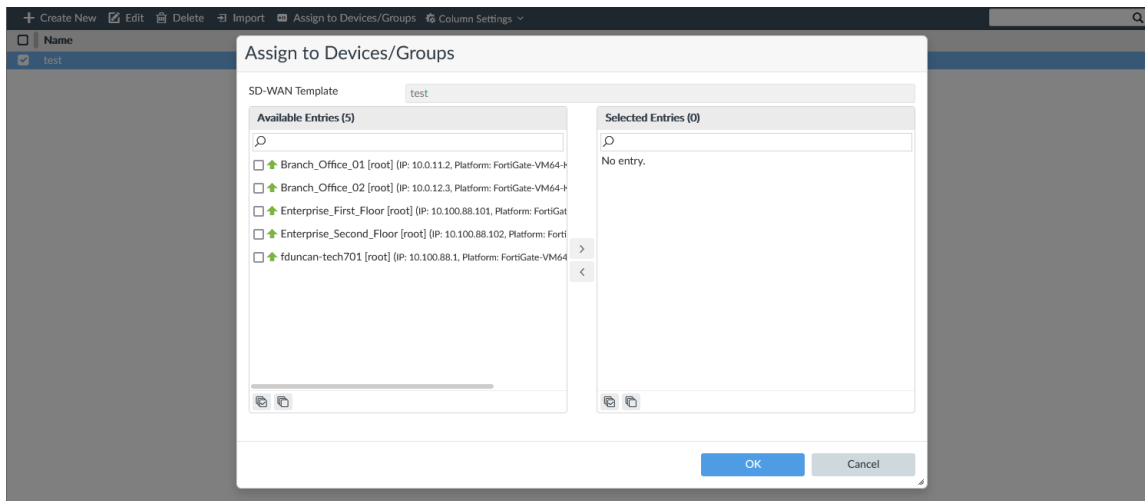 Create New Edit Delete Import Assign to Devices/Groups Column Settings
Name
test
Assign to Devices/Groups
SD-WAN Template test
Available Entries (5)
Branch_Office_01 [root] (IP: 10.0.11.2, Platform: FortiGate-VM64-
Branch_Office_02 [root] (IP: 10.0.12.3, Platform: FortiGate-VM64-
Enterprise_First_Floor [root] (IP: 10.100.88.101, Platform: FortiGat
Enterprise_Second_Floor [root] (IP: 10.100.88.102, Platform: Forti
fduncan-tech701 [root] (IP: 10.100.88.1, Platform: FortiGate-VM64
Selected Entries (0)
No entry.
OK Cancel